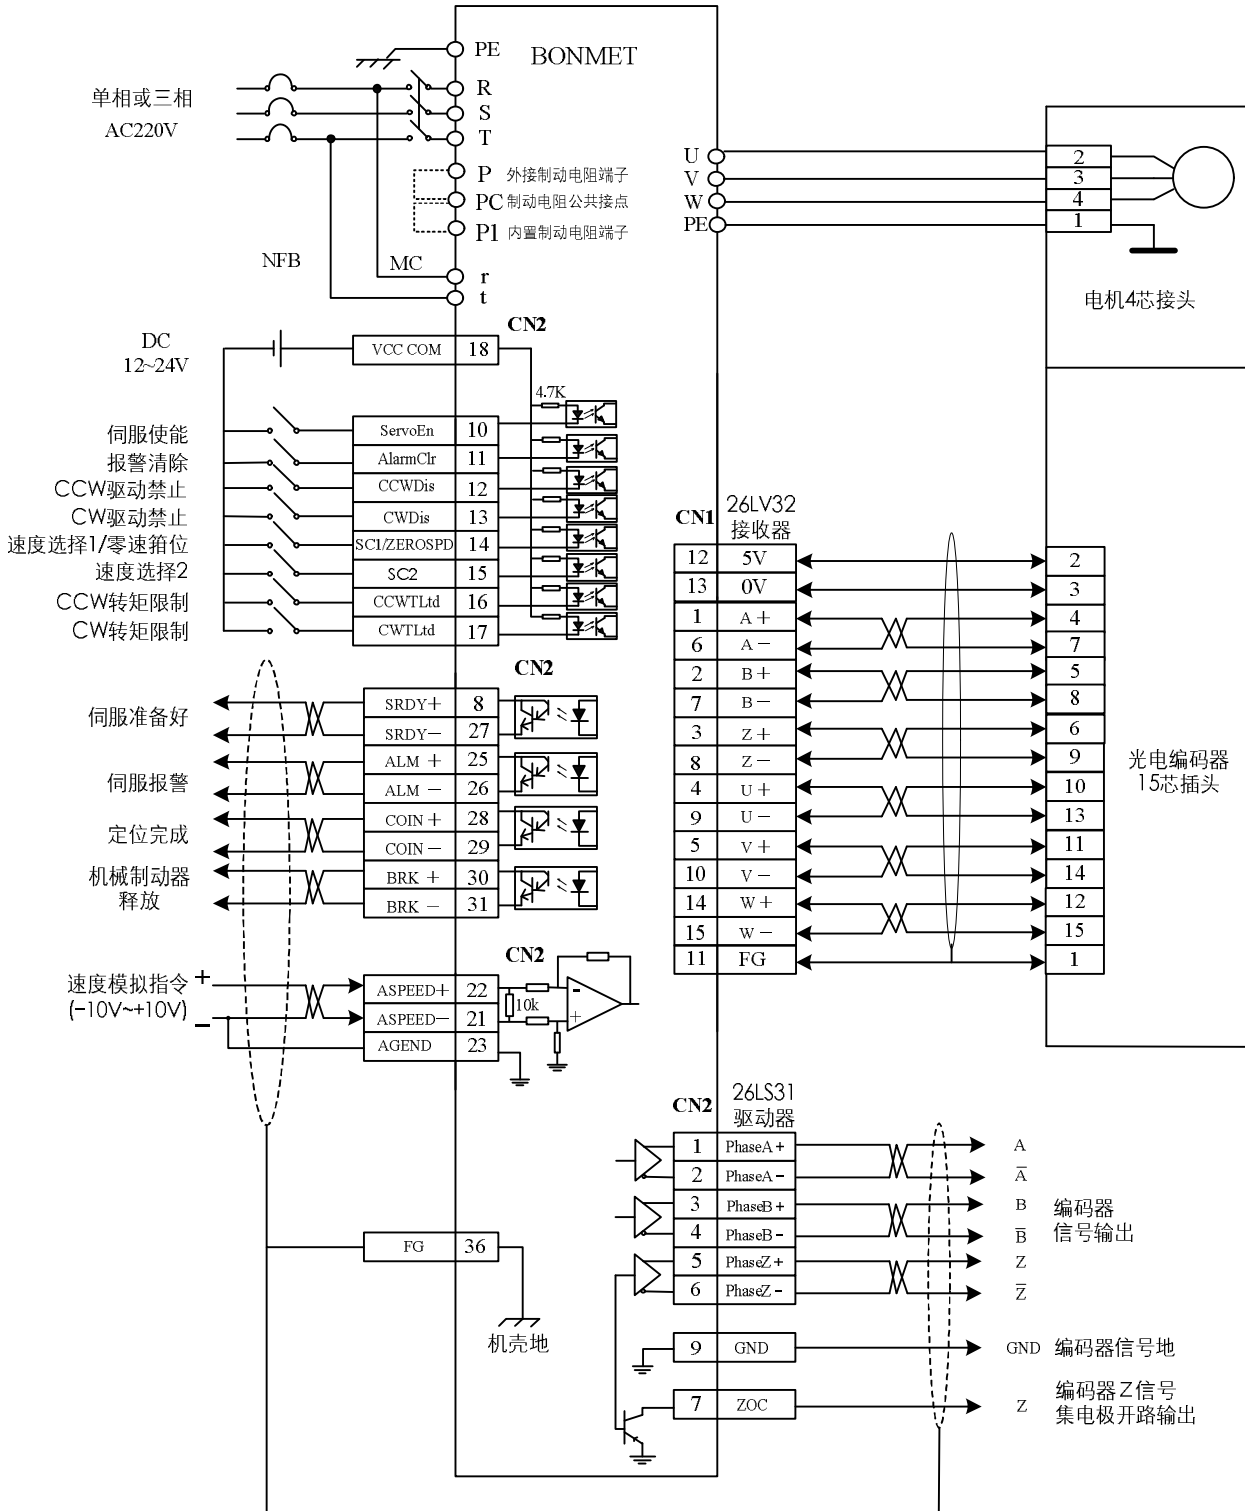 BONMET
PE
R
S
T
单相或三相
AC220V
P 外接制动电阻端子
PC 制动电阻公共接点
P1 内置制动电阻端子
NFB
MC
r
t
U
V
W
PE
2
3
4
1
电机4芯接头
CN2
DC
12~24V
VCC COM 18
4.7K
伺服使能 ServoEn 10
报警清除 AlarmClr 11
CCW驱动禁止 CCWDis 12
CW驱动禁止 CWDis 13
速度选择1/零速箝位 SC1/ZEROSPD 14
速度选择2 SC2 15
CCW转矩限制 CCWTLtd 16
CW转矩限制 CWTLtd 17
CN2
伺服准备好
SRDY+ 8
SRDY− 27
伺服报警
ALM + 25
ALM − 26
定位完成
COIN + 28
COIN − 29
机械制动器
释放
BRK + 30
BRK − 31
CN2
速度模拟指令 +
(−10V~+10V) −
ASPEED+ 22
ASPEED− 21
AGEND 23
10k
-
+
FG 36
机壳地
CN1
26LV32
接收器
12 5V 2
13 0V 3
1 A+ 4
6 A− 7
2 B+ 5
7 B− 8
3 Z+ 6
8 Z− 9
4 U+ 10
9 U− 13
5 V+ 11
10 V− 14
14 W+ 12
15 W− 15
11 FG 1
光电编码器
15芯插头
CN2
26LS31
驱动器
1 PhaseA+ A
2 PhaseA− A̅
3 PhaseB+ B
4 PhaseB− B̅
5 PhaseZ+ Z
6 PhaseZ− Z̅
编码器
信号输出
9 GND GND 编码器信号地
7 ZOC Z
编码器Z信号
集电极开路输出